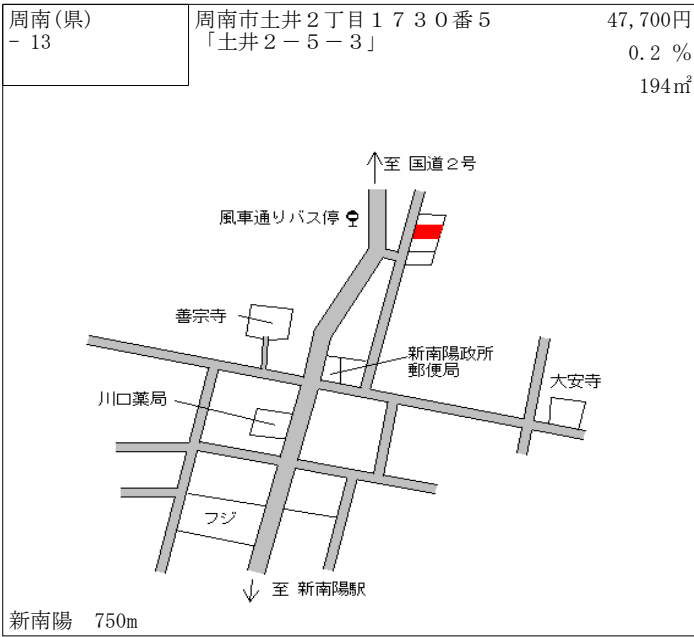 周南(県)
- 13
周南市土井２丁目１７３０番５
「土井２－５－３」
47,700円
0.2 %
194㎡
至 国道２号
風車通りバス停
善宗寺
新南陽政所
郵便局
大安寺
川口薬局
フジ
至 新南陽駅
新南陽 750m